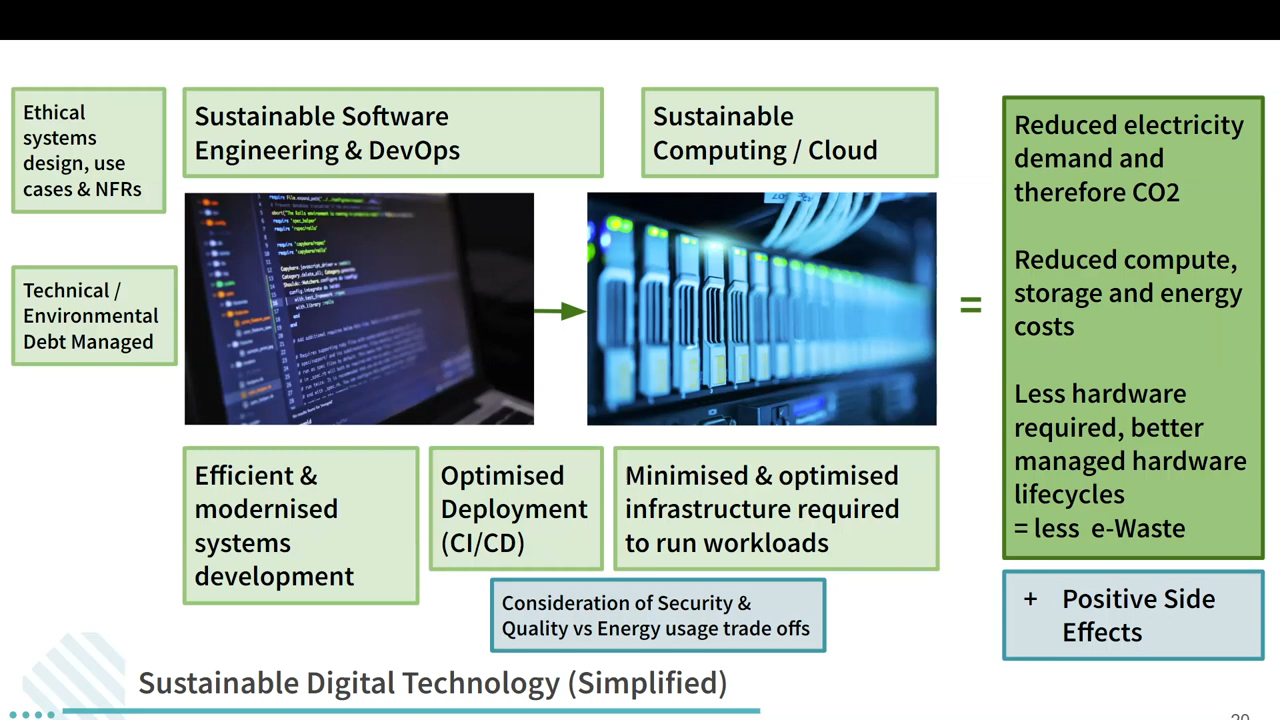 Ethical
systems
design, use
cases & NFRs
Sustainable Software
Engineering & DevOps
Sustainable
Computing / Cloud
Technical /
Environmental
Debt Managed
=
Reduced electricity
demand and
therefore CO2
Reduced compute,
storage and energy
costs
Less hardware
required, better
managed hardware
lifecycles
= less e-Waste
Efficient &
modernised
systems
development
Optimised
Deployment
(CI/CD)
Minimised & optimised
infrastructure required
to run workloads
Consideration of Security &
Quality vs Energy usage trade offs
+ Positive Side
Effects
Sustainable Digital Technology (Simplified)